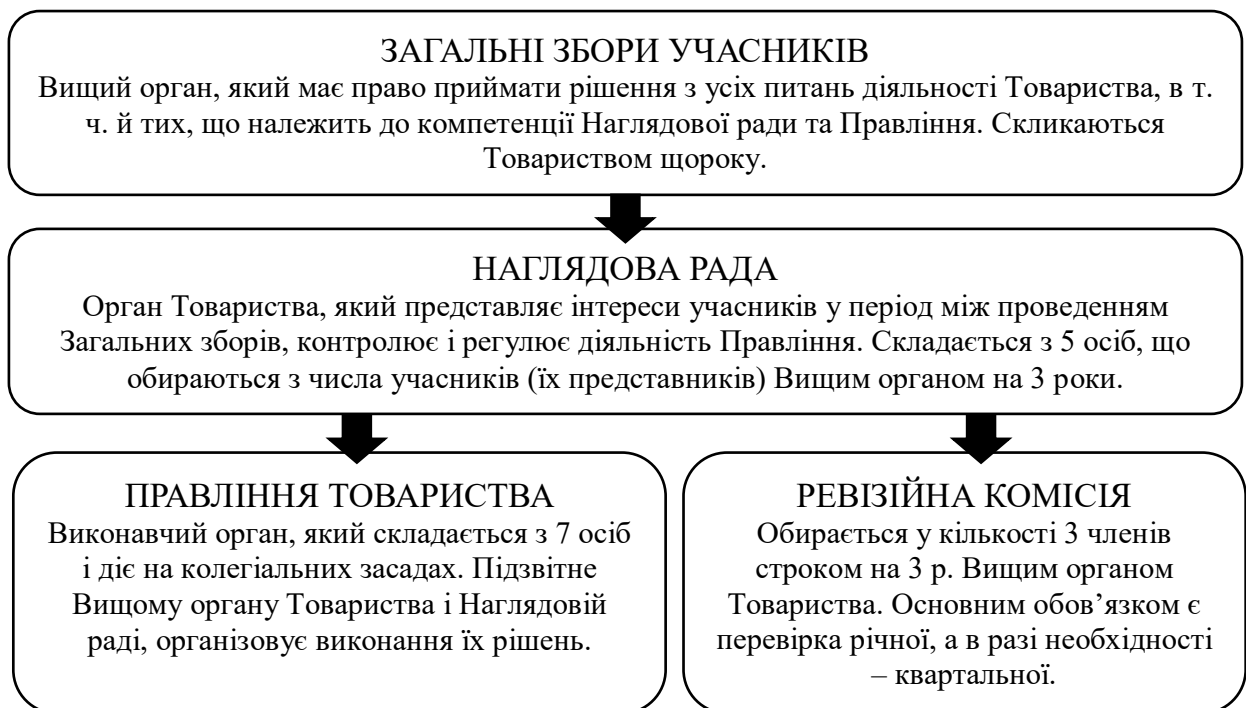 ЗАГАЛЬНІ ЗБОРИ УЧАСНИКІВ
Вищий орган, який має право приймати рішення з усіх питань діяльності Товариства, в т.
ч. й тих, що належить до компетенції Наглядової ради та Правління. Скликаються
Товариством щороку.
НАГЛЯДОВА РАДА
Орган Товариства, який представляє інтереси учасників у період між проведенням
Загальних зборів, контролює і регулює діяльність Правління. Складається з 5 осіб, що
обираються з числа учасників (їх представників) Вищим органом на 3 роки.
ПРАВЛІННЯ ТОВАРИСТВА
Виконавчий орган, який складається з 7 осіб
і діє на колегіальних засадах. Підзвітне
Вищому органу Товариства і Наглядовій
раді, організовує виконання їх рішень.
РЕВІЗІЙНА КОМІСІЯ
Обирається у кількості 3 членів
строком на 3 р. Вищим органом
Товариства. Основним обов’язком є
перевірка річної, а в разі необхідності
– квартальної.